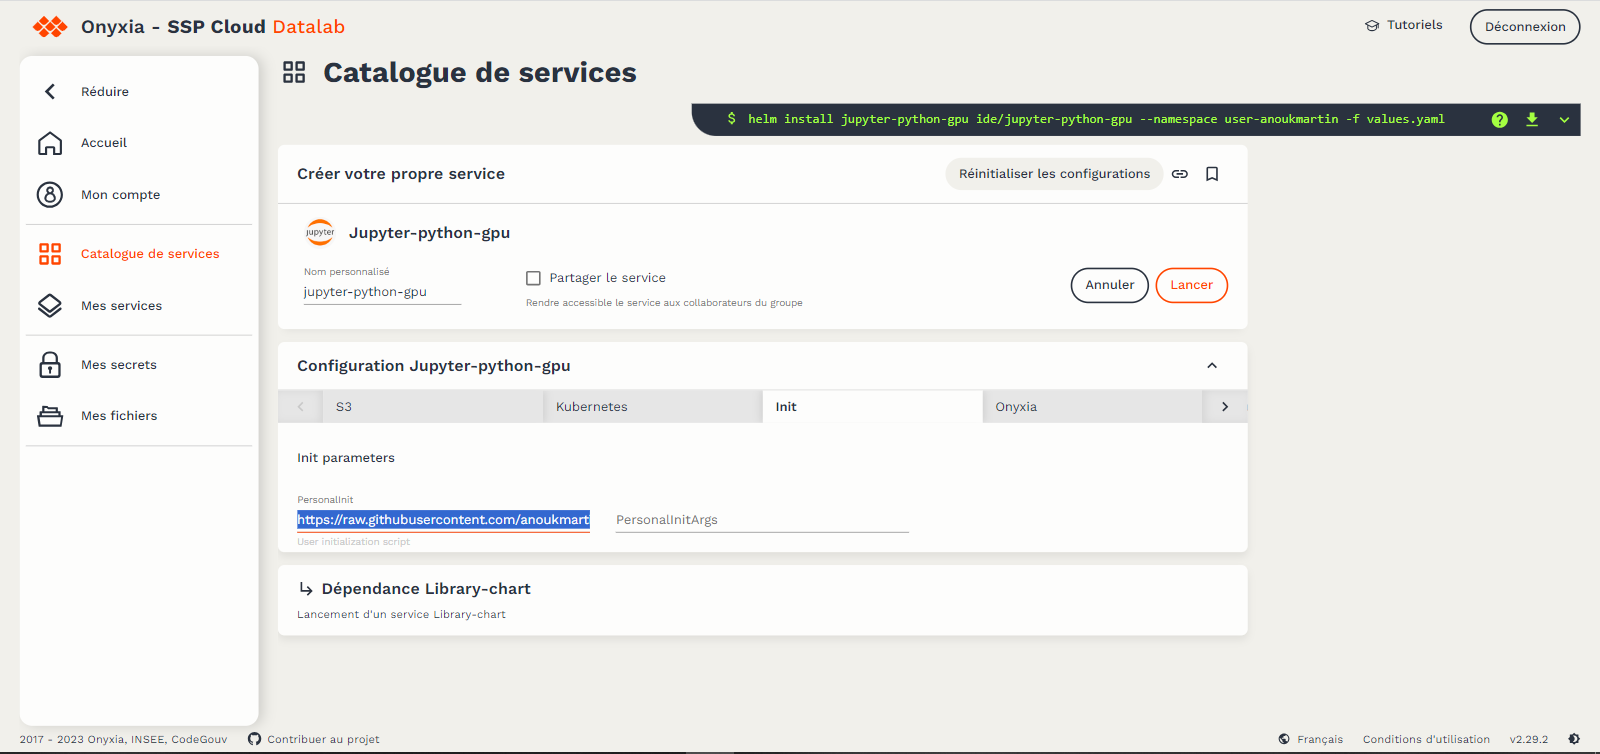 Onyxia - SSP Cloud Datalab
Tutoriels
Déconnexion
Réduire
Accueil
Mon compte
Catalogue de services
Mes services
Mes secrets
Mes fichiers
Catalogue de services
$ helm install jupyter-python-gpu ide/jupyter-python-gpu --namespace user-anoukmartin -f values.yaml
Créer votre propre service
Réinitialiser les configurations
jupyter
Jupyter-python-gpu
Nom personnalisé
jupyter-python-gpu
Partager le service
Rendre accessible le service aux collaborateurs du groupe
Annuler
Lancer
Configuration Jupyter-python-gpu
S3
Kubernetes
Init
Onyxia
Init parameters
PersonalInit
https://raw.githubusercontent.com/anoukmart
User initialization script
PersonalInitArgs
Dépendance Library-chart
Lancement d'un service Library-chart
2017 - 2023 Onyxia, INSEE, CodeGouv
Contribuer au projet
Français
Conditions d'utilisation
v2.29.2